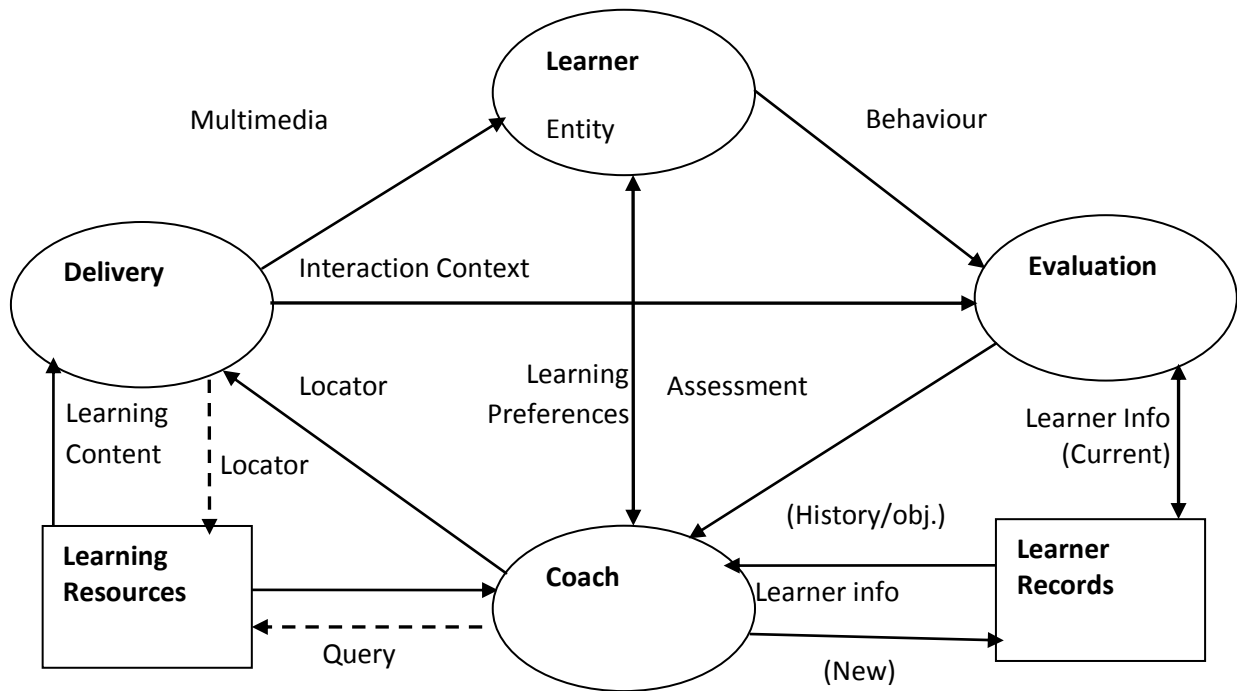 Learner
Entity
Multimedia
Behaviour
Delivery
Interaction Context
Evaluation
Learning
Content
Locator
Locator
Learning
Preferences
Assessment
Learner Info
(Current)
Learning
Resources
Query
Coach
(History/obj.)
Learner info
(New)
Learner
Records